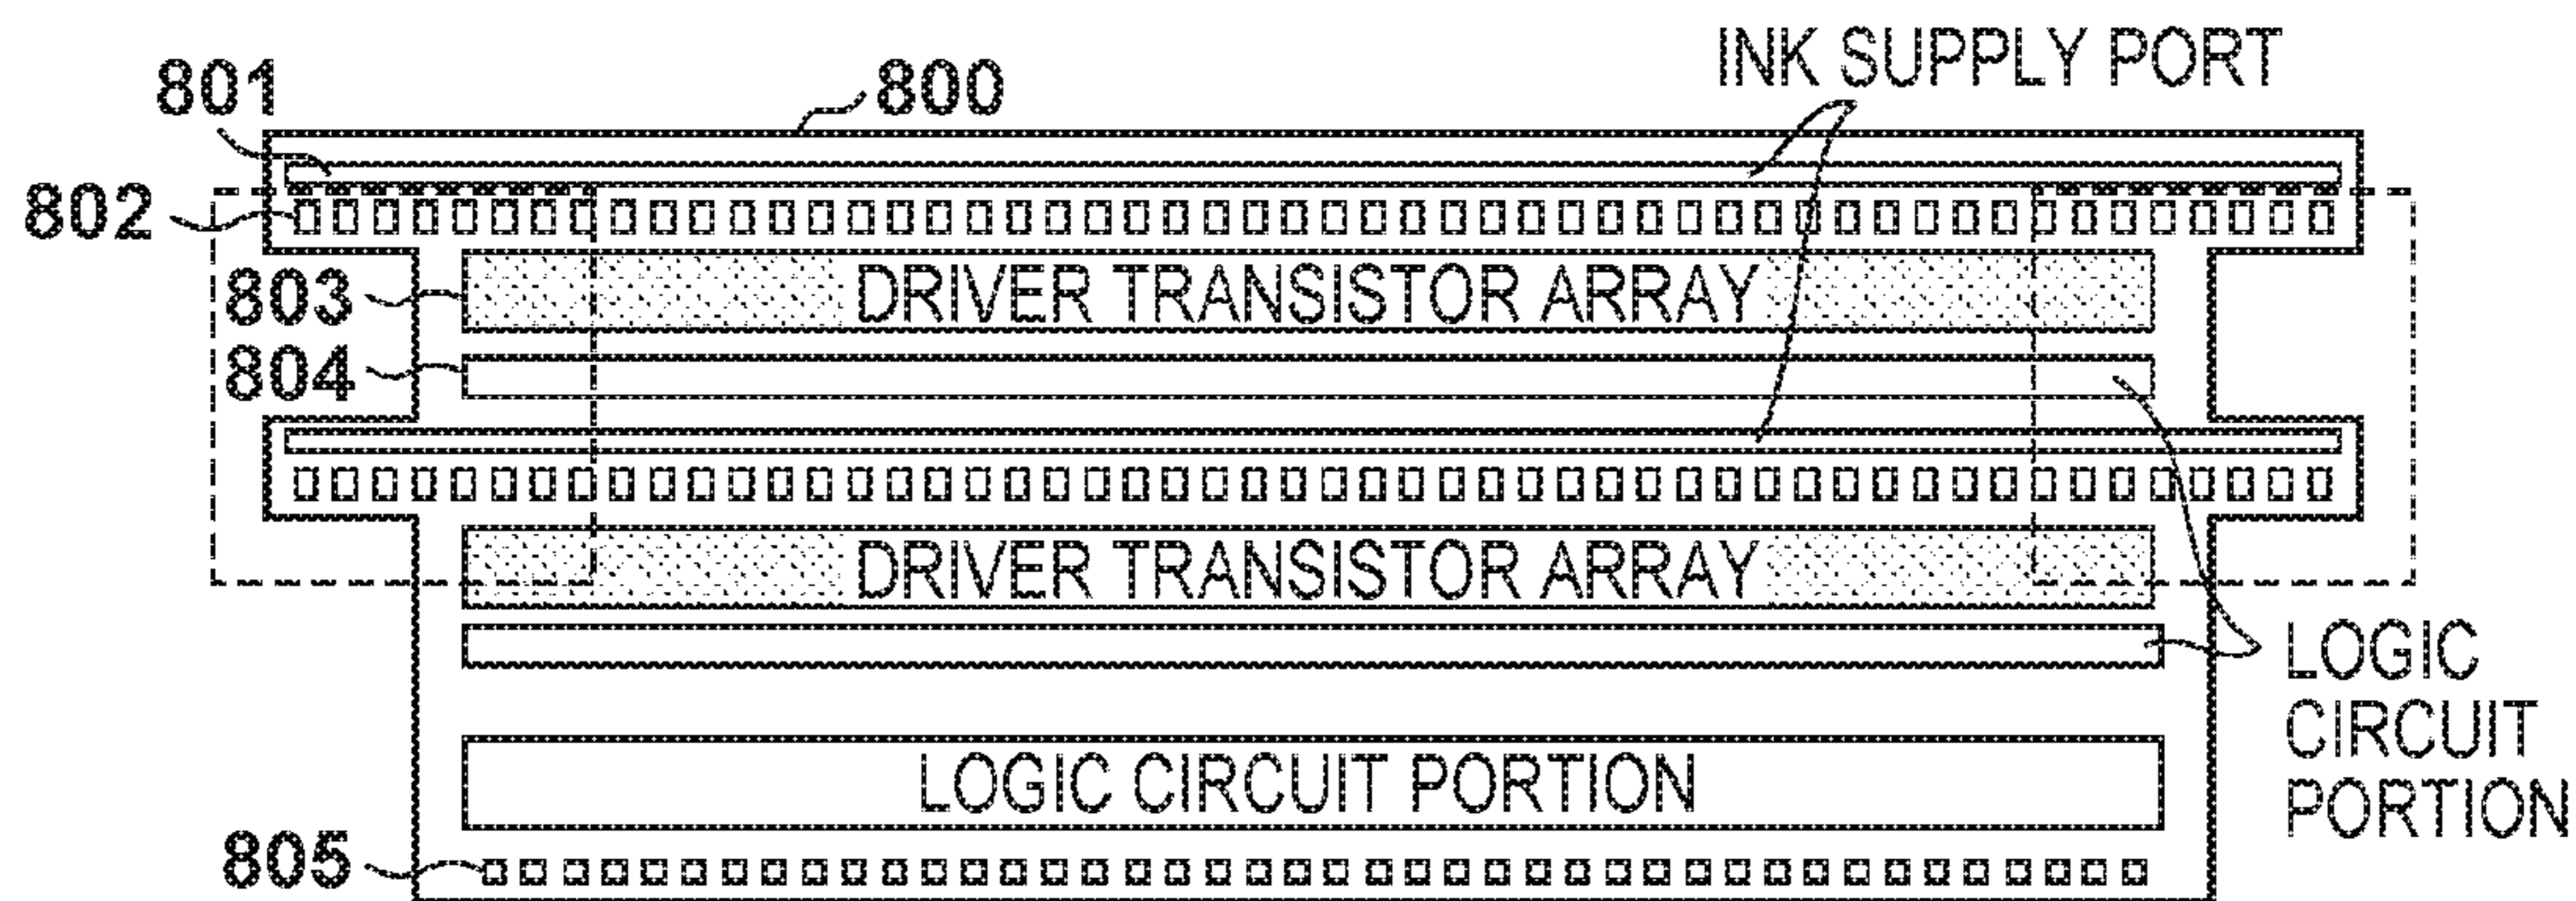 INK SUPPLY PORT
801
800
802
803
DRIVER TRANSISTOR ARRAY
804
DRIVER TRANSISTOR ARRAY
LOGIC
CIRCUIT
PORTION
LOGIC CIRCUIT PORTION
805